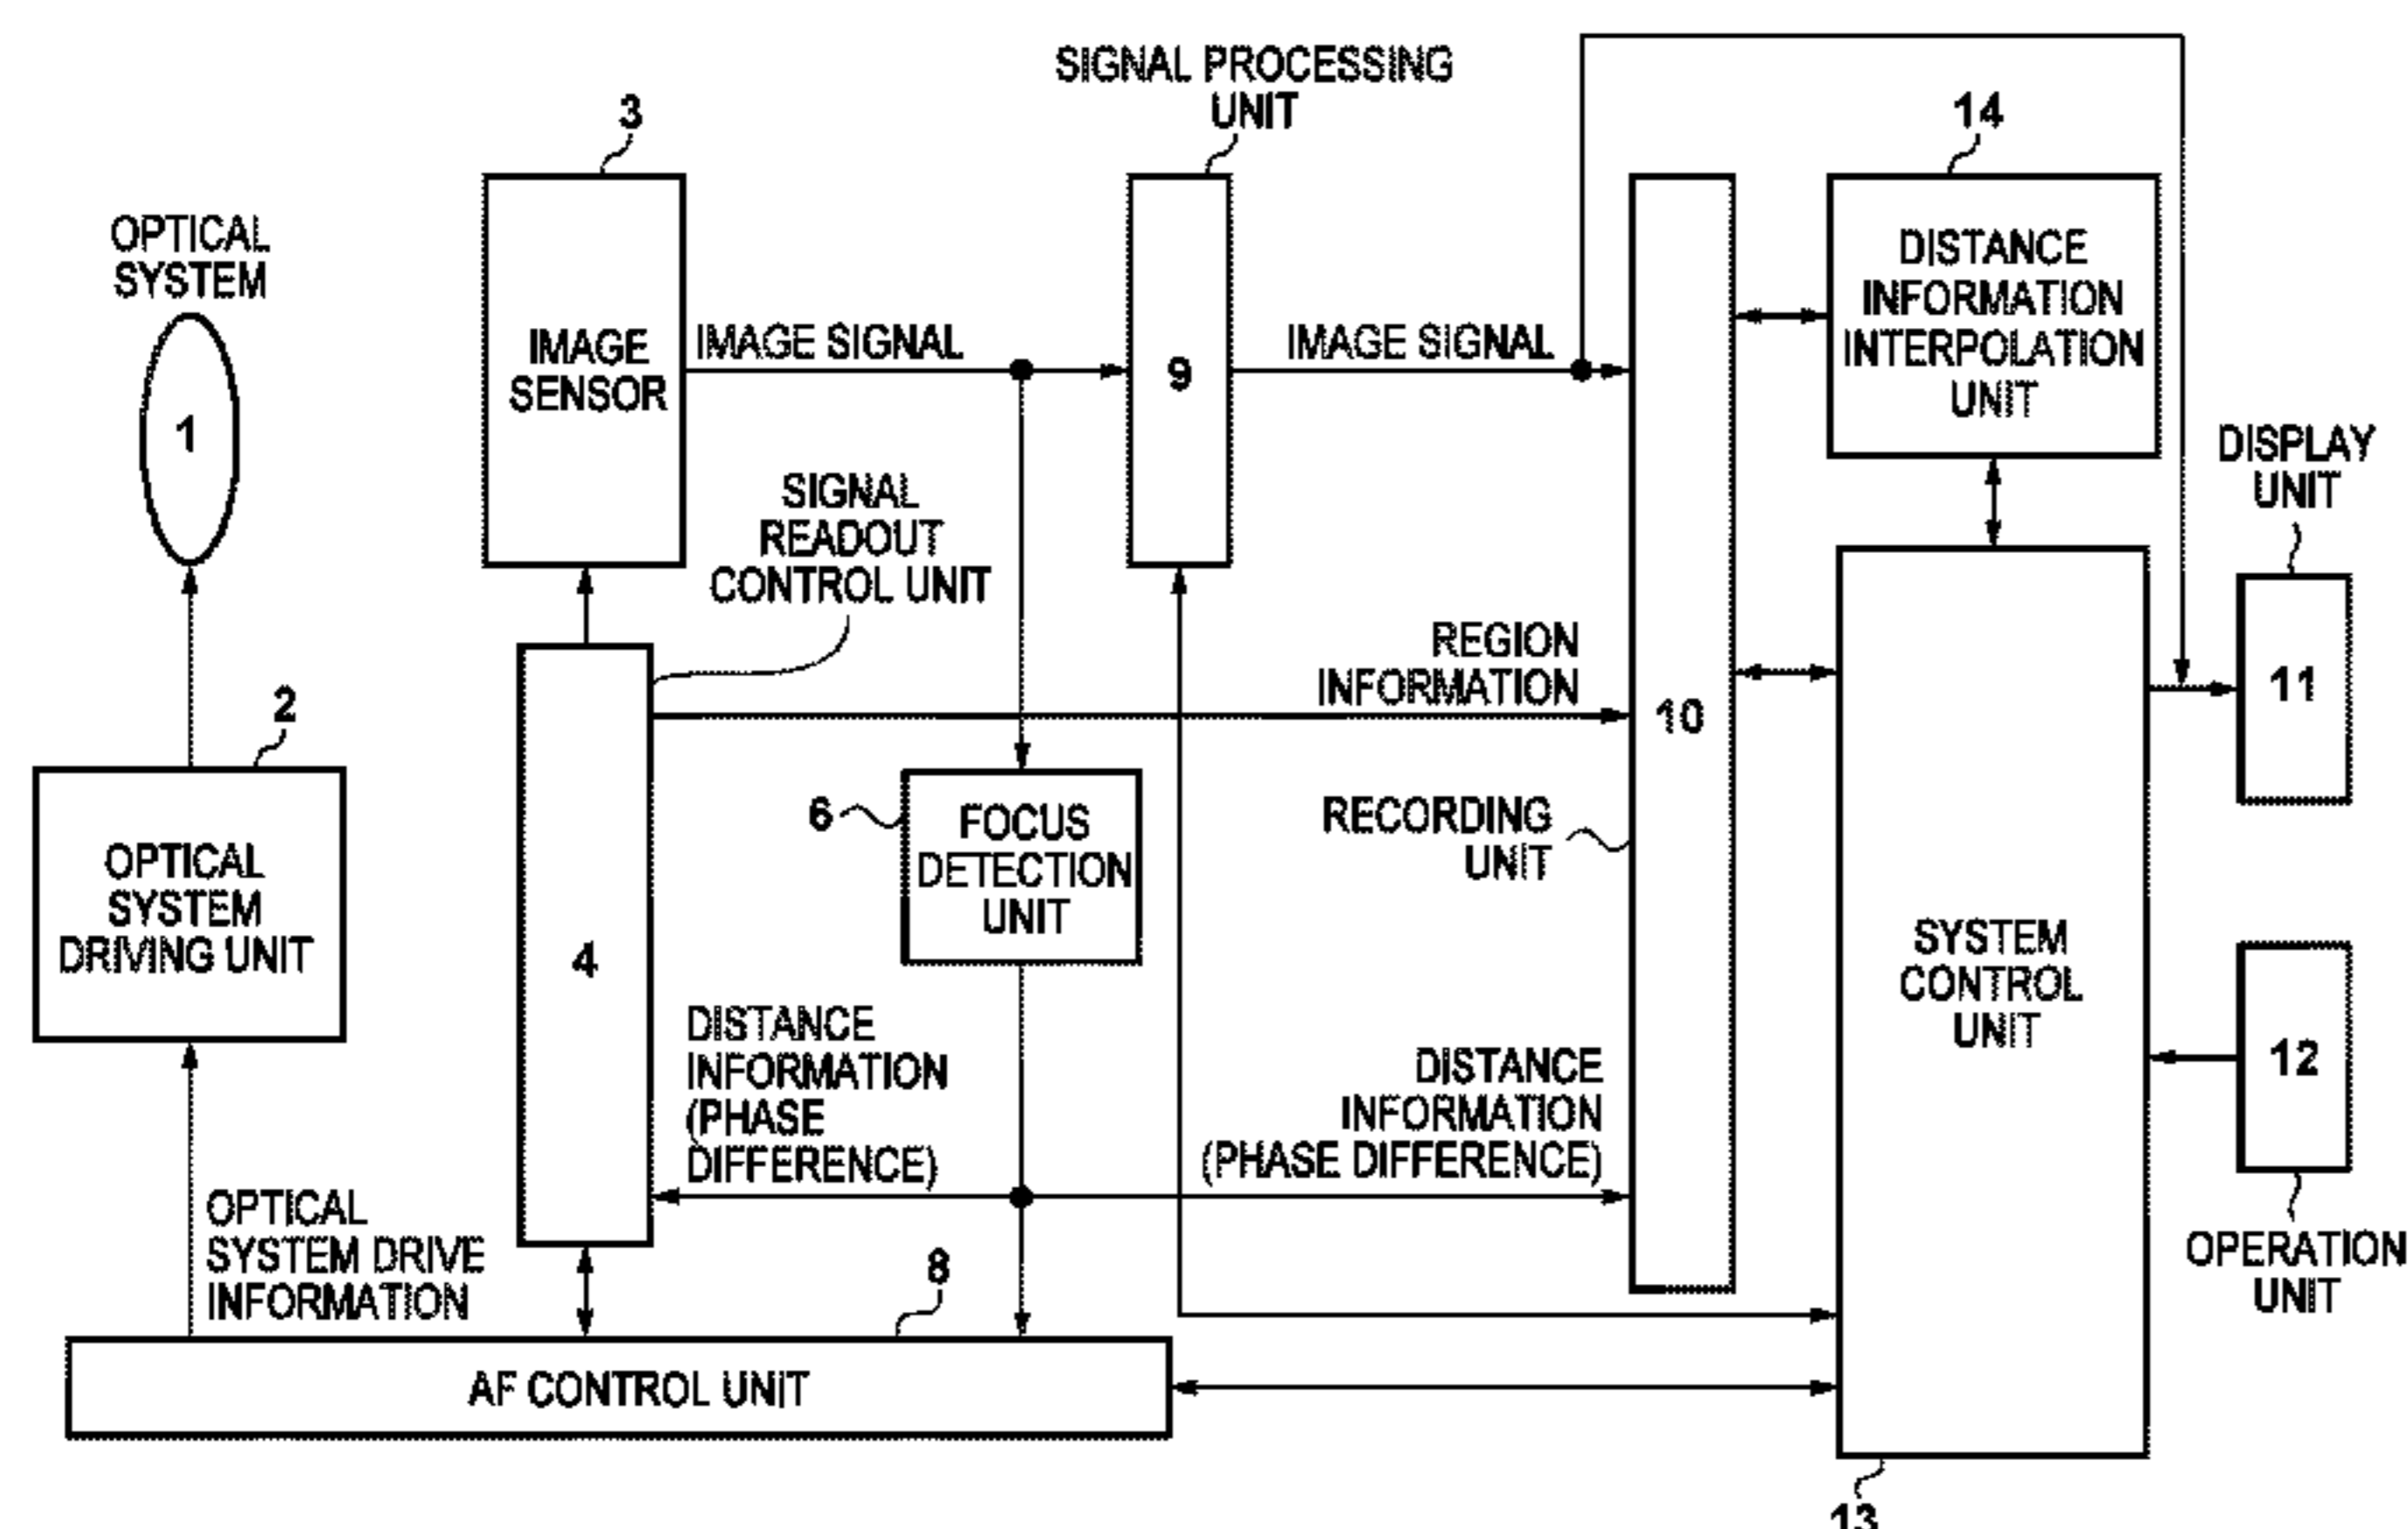 SIGNAL PROCESSING
UNIT
3
14
OPTICAL
SYSTEM
1
IMAGE
SENSOR
IMAGE SIGNAL
9
IMAGE SIGNAL
DISTANCE
INFORMATION
INTERPOLATION
UNIT
DISPLAY
UNIT
SIGNAL
READOUT
CONTROL UNIT
REGION
INFORMATION
10
11
2
OPTICAL
SYSTEM
DRIVING UNIT
4
6
FOCUS
DETECTION
UNIT
RECORDING
UNIT
SYSTEM
CONTROL
UNIT
12
DISTANCE
INFORMATION
(PHASE
DIFFERENCE)
DISTANCE
INFORMATION
(PHASE DIFFERENCE)
OPTICAL
SYSTEM DRIVE
INFORMATION
8
OPERATION
UNIT
AF CONTROL UNIT
13